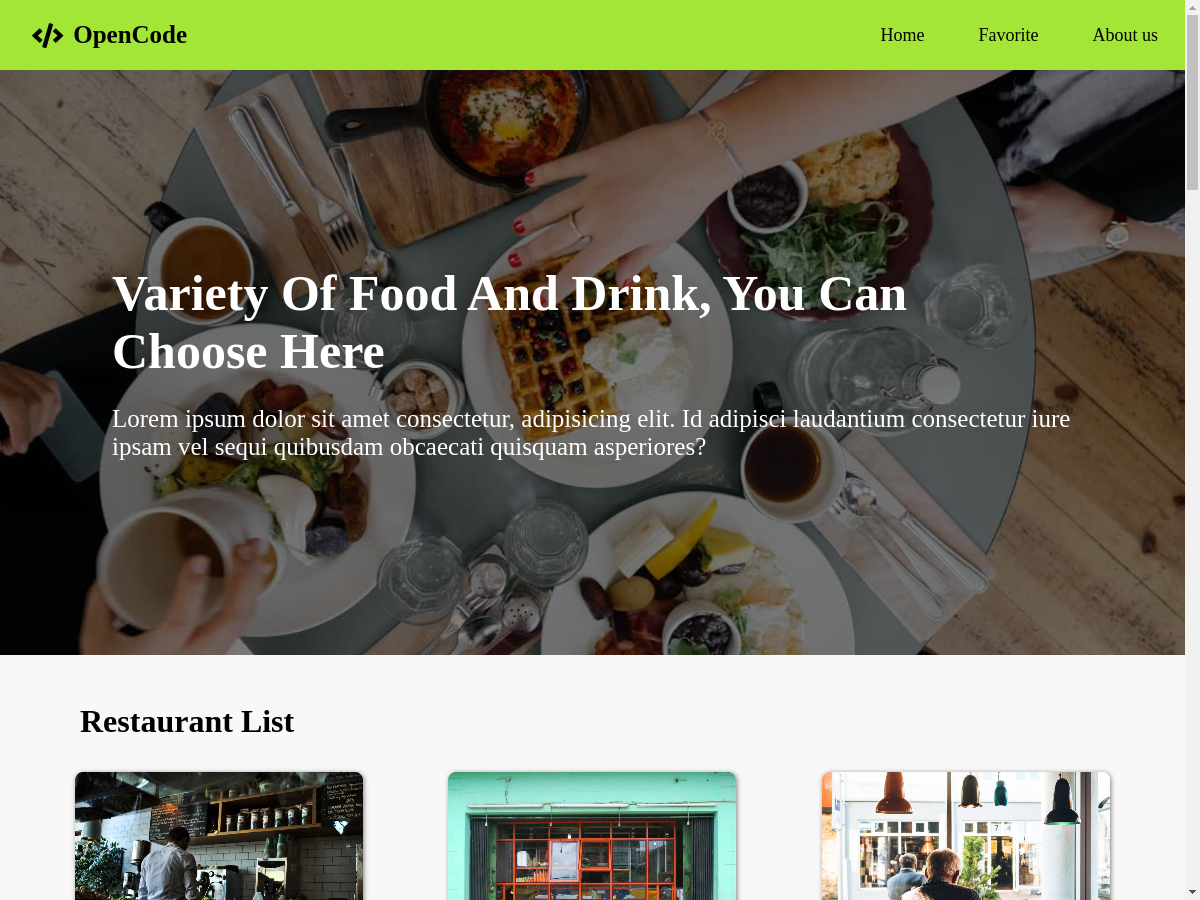 OpenCode
Home
Favorite
About us
Variety Of Food And Drink, You Can
Choose Here
Lorem ipsum dolor sit amet consectetur, adipisicing elit. Id adipisci laudantium consectetur iure
ipsam vel sequi quibusdam obcaecati quisquam asperiores?
Restaurant List